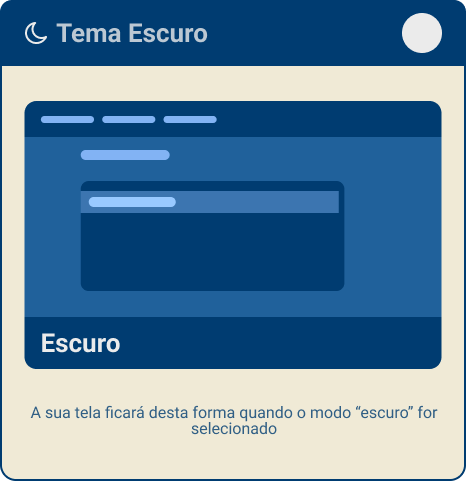 Tema Escuro
Escuro
A sua tela ficará desta forma quando o modo “escuro” for
selecionado